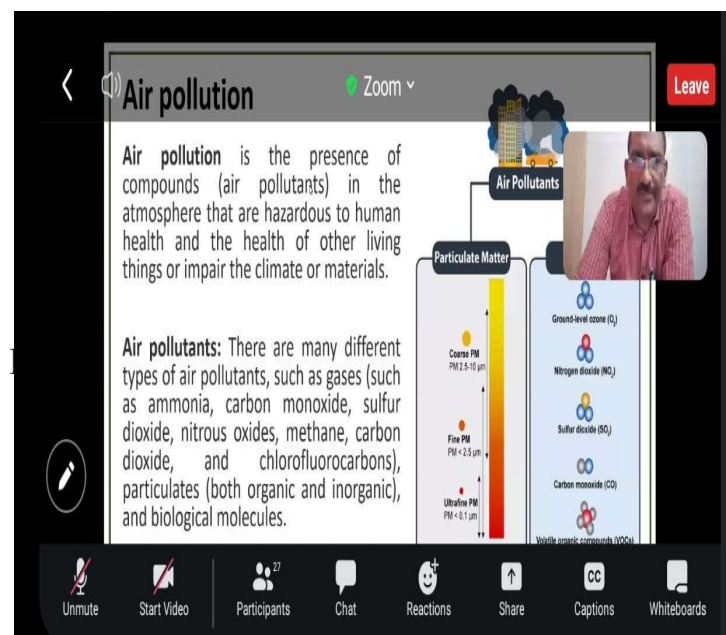 Zoom
Leave
Air pollution
Air pollution is the presence of
compounds (air pollutants) in the
atmosphere that are hazardous to human
health and the health of other living
things or impair the climate or materials.
Air pollutants: There are many different
types of air pollutants, such as gases (such
as ammonia, carbon monoxide, sulfur
dioxide, nitrous oxides, methane, carbon
dioxide, and chlorofluorocarbons),
particulates (both organic and inorganic),
and biological molecules.
Air Pollutants
Particulate Matter
Coarse PM
PM 2.5-10 µm
Fine PM
PM < 2.5 µm
Ultrafine PM
PM < 0.1 µm
Ground-level ozone (O₃)
Nitrogen dioxide (NO₂)
Sulfur dioxide (SO₂)
Carbon monoxide (CO)
Volatile organic compounds (VOCs)
27
CC
Unmute
Start Video
Participants
Chat
Reactions
Share
Captions
Whiteboards